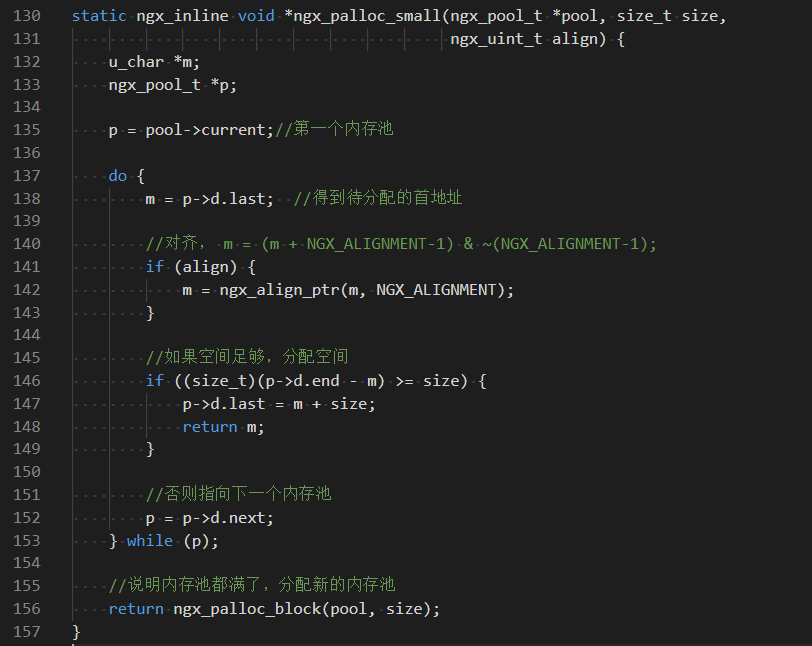 130 static ngx_inline void *ngx_palloc_small(ngx_pool_t *pool, size_t size,
131                                          ngx_uint_t align) {
132     u_char *m;
133     ngx_pool_t *p;
134
135     p = pool->current;//第一个内存池
136
137     do {
138         m = p->d.last;  //得到待分配的首地址
139
140         //对齐, m = (m + NGX_ALIGNMENT-1) & ~(NGX_ALIGNMENT-1);
141         if (align) {
142             m = ngx_align_ptr(m, NGX_ALIGNMENT);
143         }
144
145         //如果空间足够，分配空间
146         if ((size_t)(p->d.end - m) >= size) {
147             p->d.last = m + size;
148             return m;
149         }
150
151         //否则指向下一个内存池
152         p = p->d.next;
153     } while (p);
154
155     //说明内存池都满了，分配新的内存池
156     return ngx_palloc_block(pool, size);
157 }